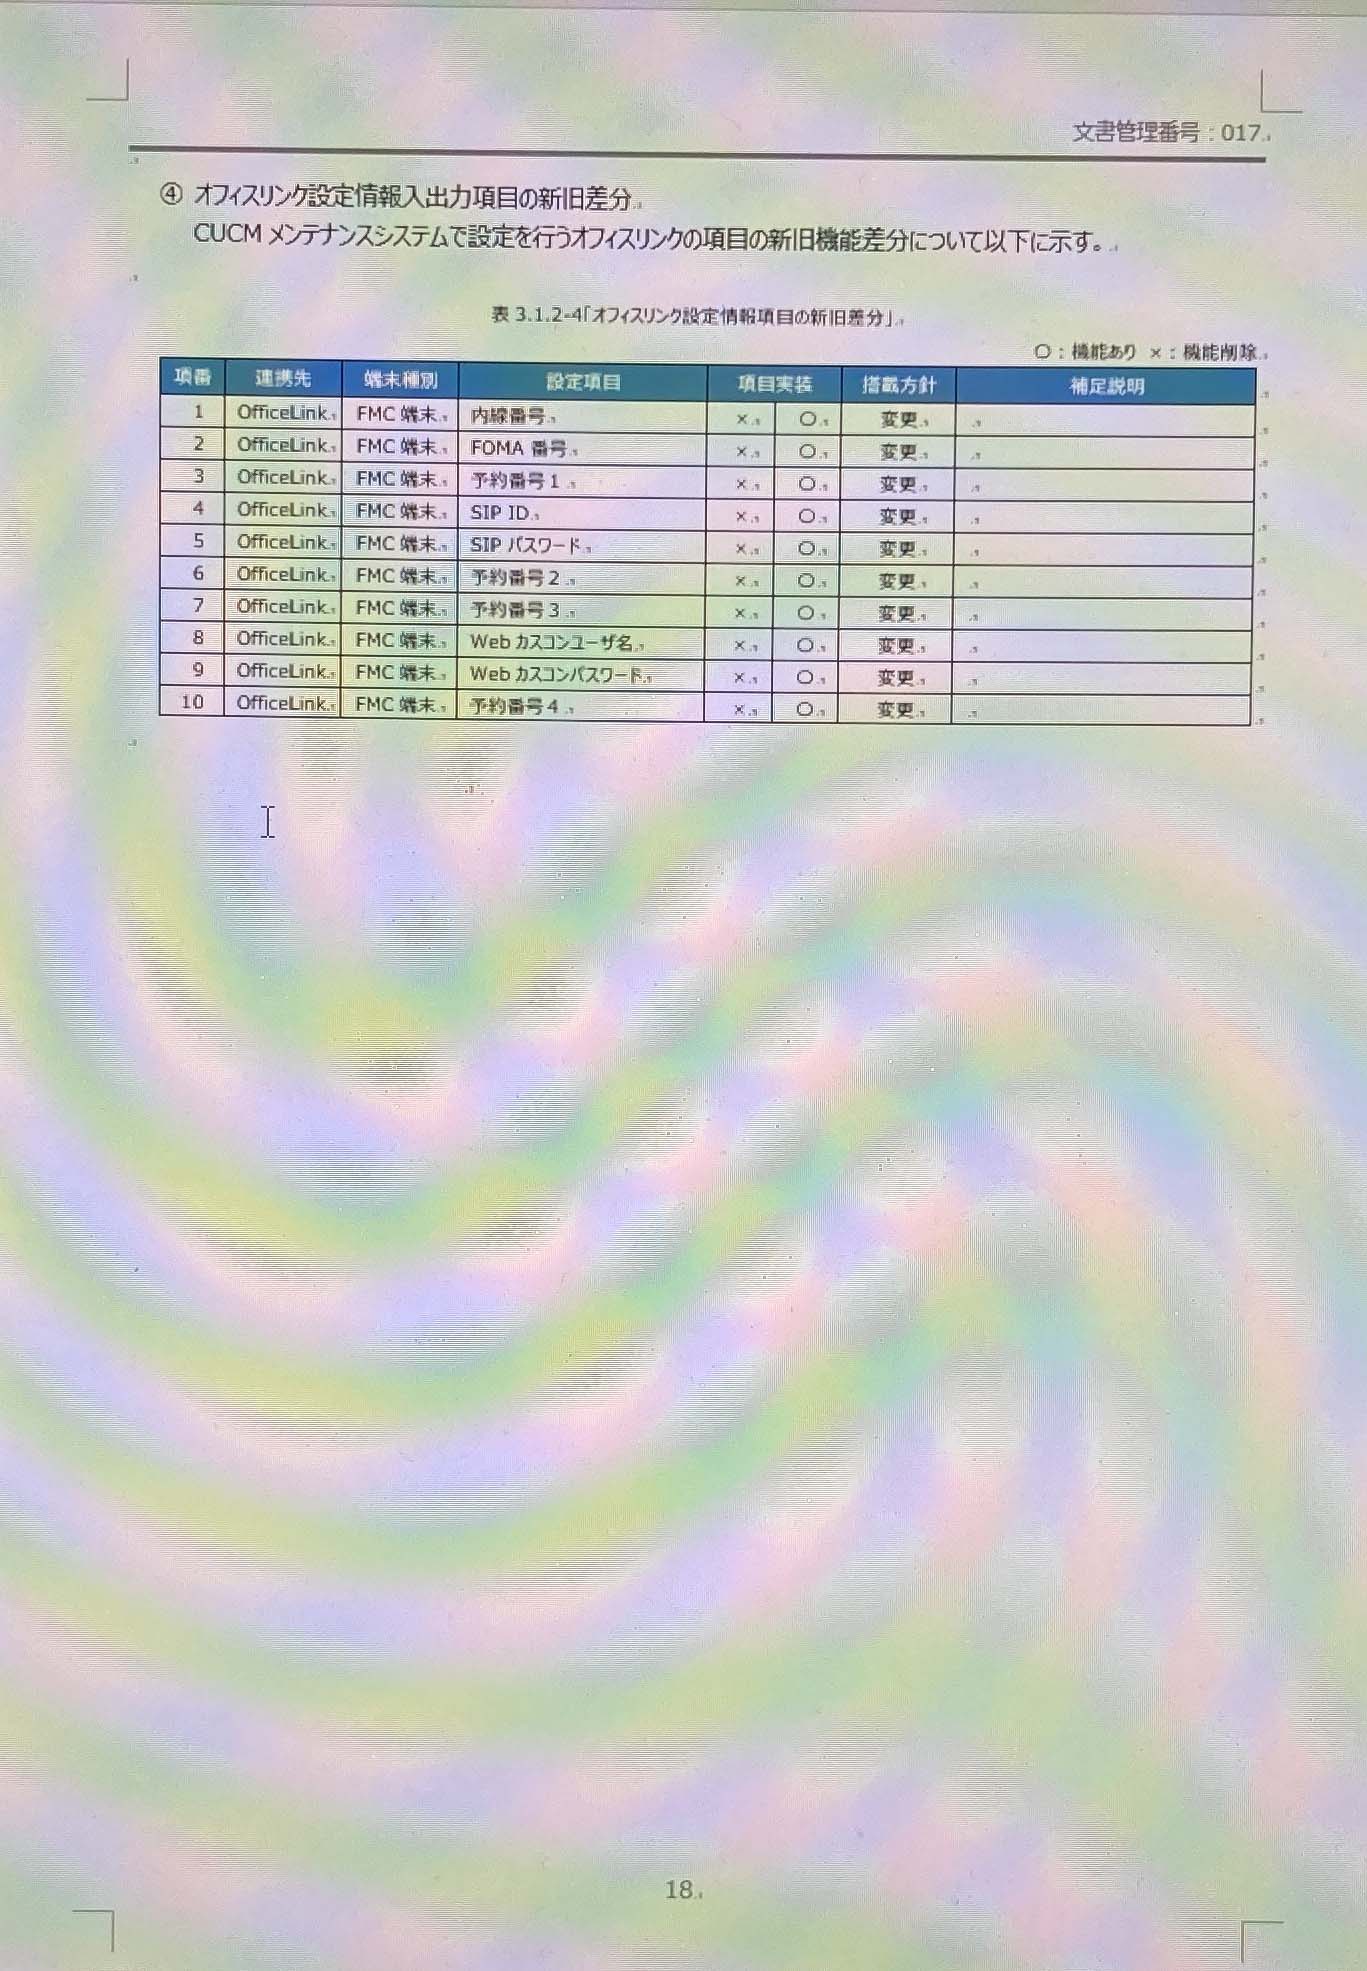 文書管理番号：017
④ オフィスリンク設定情報入出力項目の新旧差分
CUCM メンテナンスシステムで設定を行うオフィスリンクの項目の新旧機能差分について以下に示す。
表 3.1.2-4「オフィスリンク設定情報項目の新旧差分」
〇：機能あり ×：機能削除
項番 連携先 端末種別 設定項目 項目実装 搭載方針 補足説明
1 OfficeLink FMC 端末 内線番号 × 〇 変更
2 OfficeLink FMC 端末 FOMA 番号 × 〇 変更
3 OfficeLink FMC 端末 予約番号１ × 〇 変更
4 OfficeLink FMC 端末 SIP ID × 〇 変更
5 OfficeLink FMC 端末 SIP パスワード × 〇 変更
6 OfficeLink FMC 端末 予約番号２ × 〇 変更
7 OfficeLink FMC 端末 予約番号３ × 〇 変更
8 OfficeLink FMC 端末 Web カスコンユーザ名 × 〇 変更
9 OfficeLink FMC 端末 Web カスコンパスワード × 〇 変更
10 OfficeLink FMC 端末 予約番号４ × 〇 変更
18